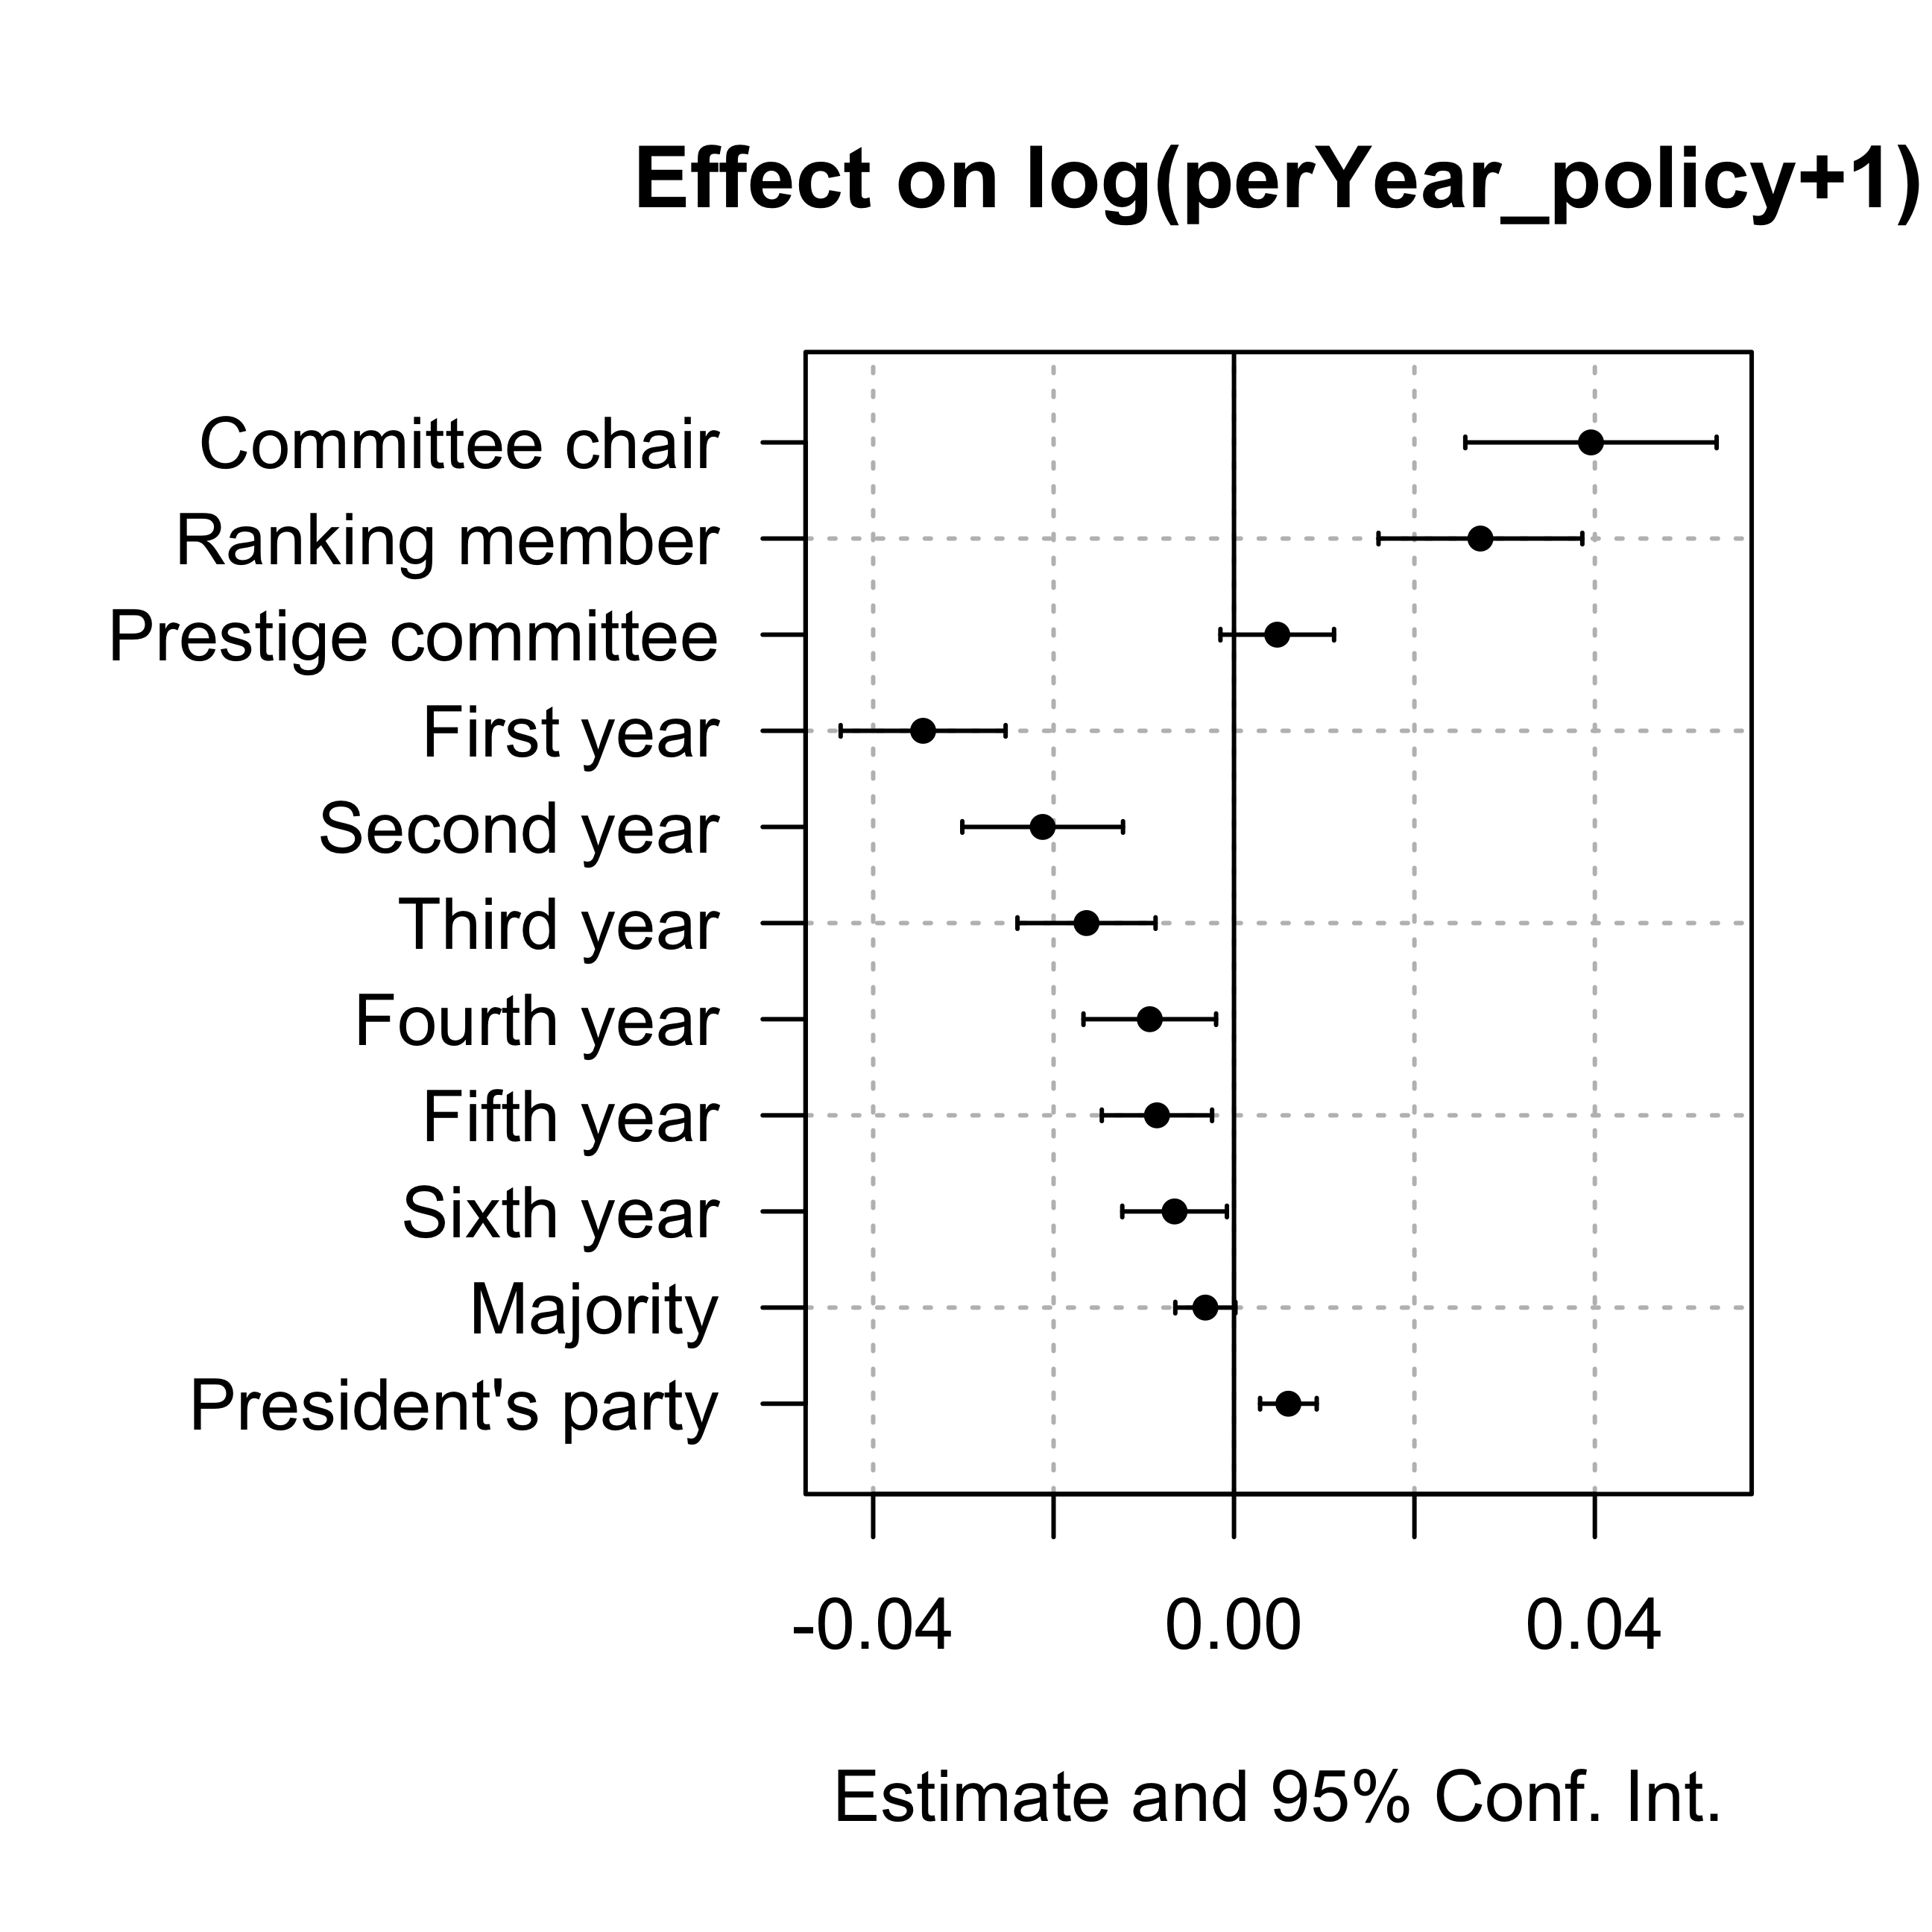 Effect on log(perYear_policy+1)
Committee chair
Ranking member
Prestige committee
First year
Second year
Third year
Fourth year
Fifth year
Sixth year
Majority
President's party
-0.04 0.00 0.04
Estimate and 95% Conf. Int.